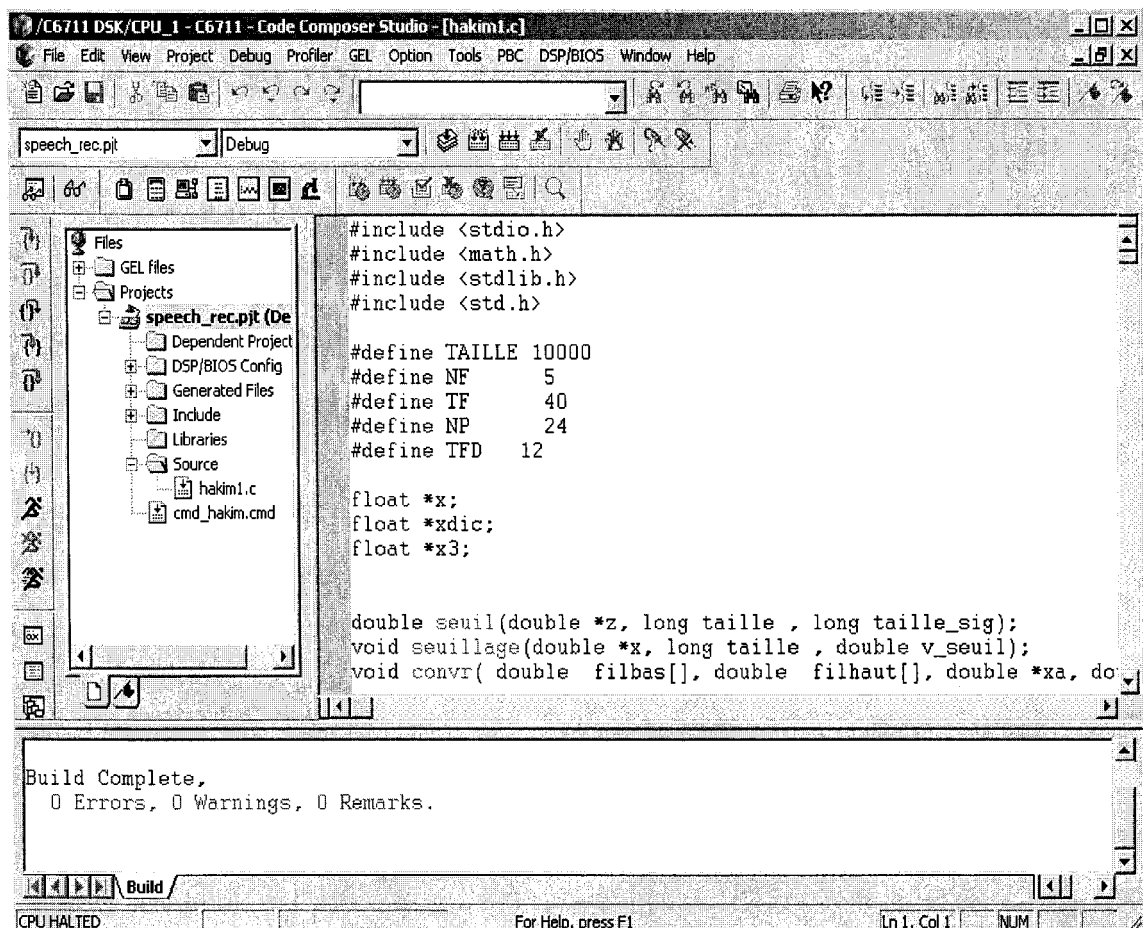 /C6711 DSK/CPU_1 - C6711 - Code Composer Studio - [hakim1.c]
File Edit View Project Debug Profiler GEL Option Tools PBC DSP/BIOS Window Help
speech_rec.pjt Debug
Files
GEL files
Projects
speech_rec.pjt (De
Dependent Project
DSP/BIOS Config
Generated Files
Include
Libraries
Source
hakim1.c
cmd_hakim.cmd
#include <stdio.h>
#include <math.h>
#include <stdlib.h>
#include <std.h>
#define TAILLE 10000
#define NF 5
#define TF 40
#define NP 24
#define TFD 12
float *x;
float *xdic;
float *x3;
double seuil(double *z, long taille , long taille_sig);
void seuillage(double *x, long taille , double v_seuil);
void convr( double filbas[], double filhaut[], double *xa, do
Build Complete,
0 Errors, 0 Warnings, 0 Remarks.
Build
CPU HALTED For Help, press F1 Ln 1, Col 1 NUM